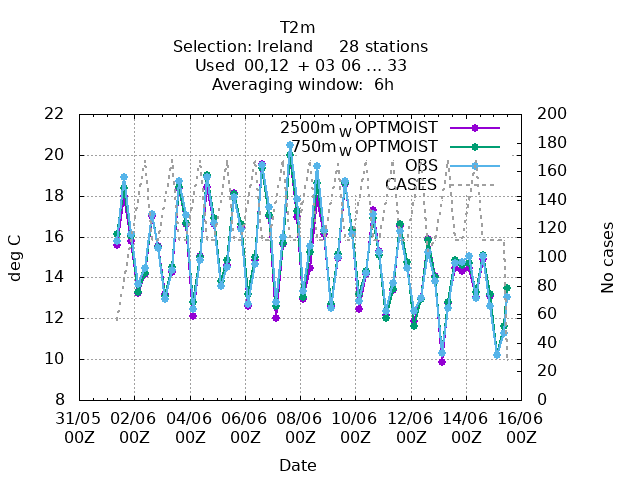 T2m
Selection: Ireland 28 stations
Used 00,12 + 03 06 ... 33
Averaging window: 6h
2500m_W OPTMOIST
750m_W OPTMOIST
OBS
CASES
22
20
18
16
14
12
10
8
deg C
200
180
160
140
120
100
80
60
40
20
0
No cases
31/05 02/06 04/06 06/06 08/06 10/06 12/06 14/06 16/06
00Z 00Z 00Z 00Z 00Z 00Z 00Z 00Z 00Z
Date